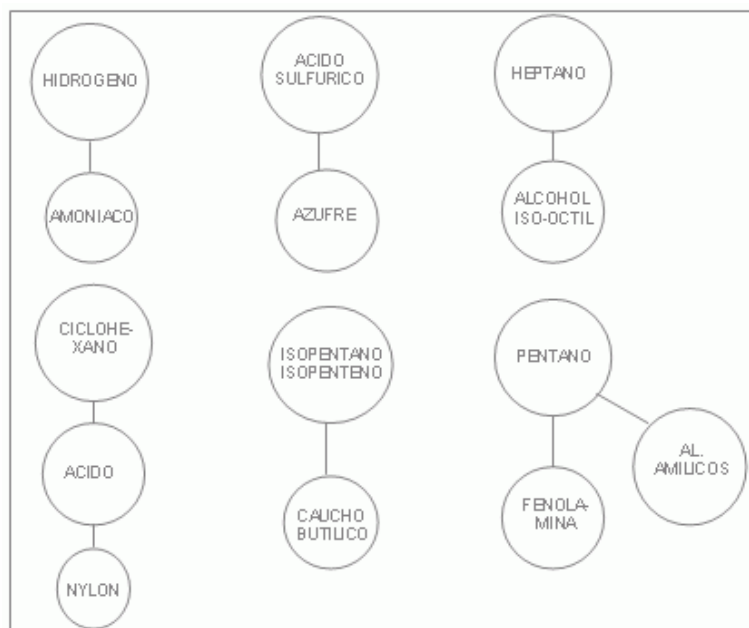 HIDROGENO
ACIDO
SULFURICO
HEPTANO
AMONIACO
AZUFRE
ALCOHOL
ISO-OCTIL
CICLOHE-
XANO
ISOPENTANO
ISOPENTENO
PENTANO
ACIDO
AL.
AMILICOS
CAUCHO
BUTILICO
FENOLA-
MINA
NYLON